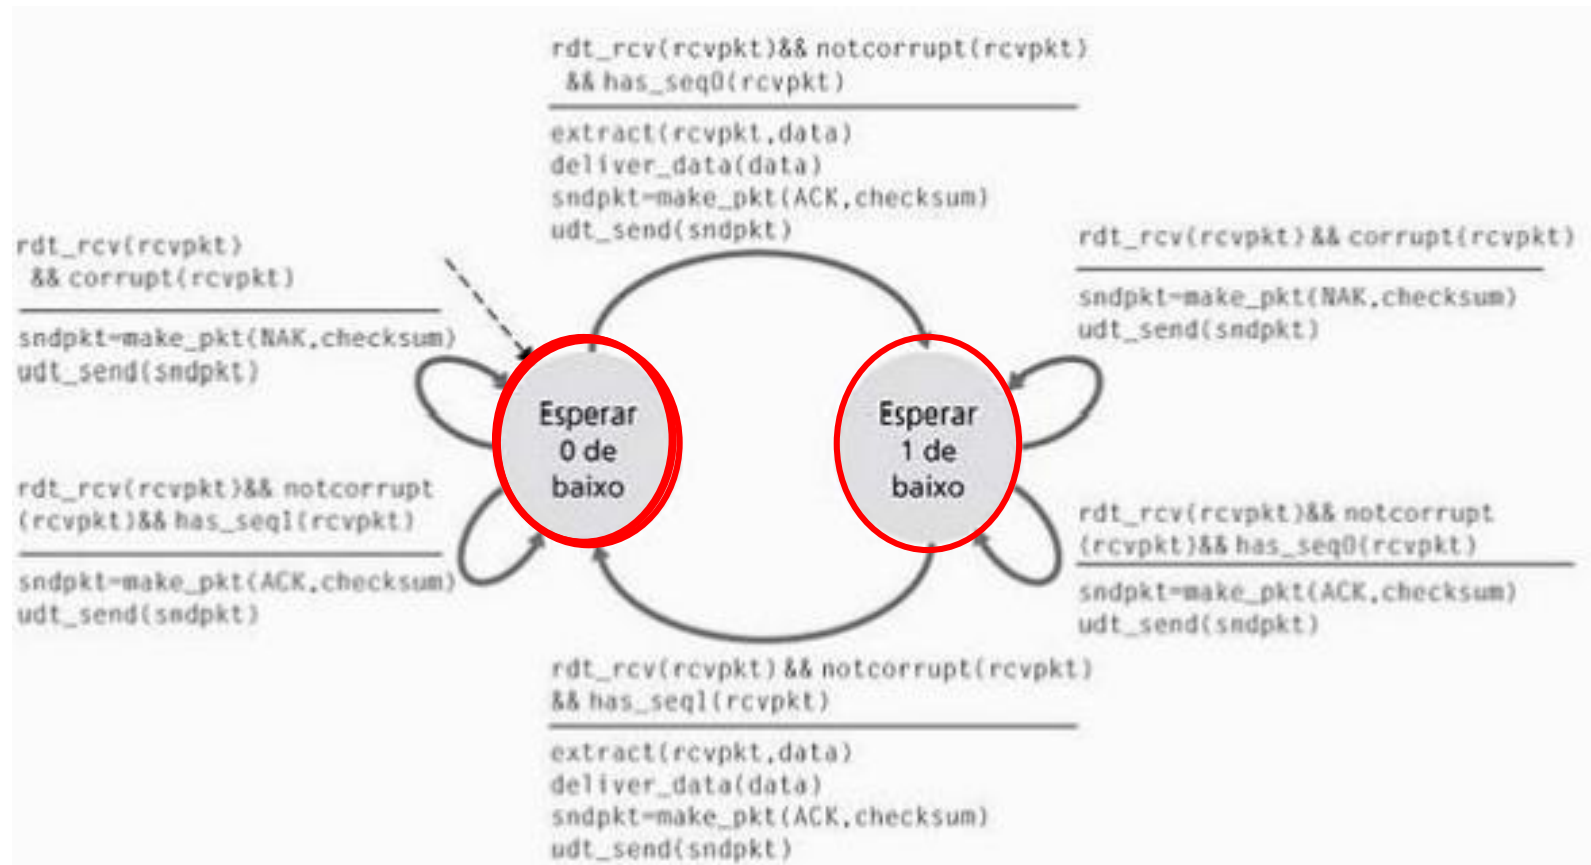 rdt_rcv(rcvpkt)&& notcorrupt(rcvpkt)
&& has_seq0(rcvpkt)
extract(rcvpkt,data)
deliver_data(data)
sndpkt=make_pkt(ACK,checksum)
udt_send(sndpkt)
rdt_rcv(rcvpkt)
&& corrupt(rcvpkt)
sndpkt=make_pkt(NAK,checksum)
udt_send(sndpkt)
rdt_rcv(rcvpkt)&& corrupt(rcvpkt)
sndpkt=make_pkt(NAK,checksum)
udt_send(sndpkt)
Esperar
0 de
baixo
Esperar
1 de
baixo
rdt_rcv(rcvpkt)&& notcorrupt
(rcvpkt)&& has_seq1(rcvpkt)
sndpkt=make_pkt(ACK,checksum)
udt_send(sndpkt)
rdt_rcv(rcvpkt)&& notcorrupt
(rcvpkt)&& has_seq0(rcvpkt)
sndpkt=make_pkt(ACK,checksum)
udt_send(sndpkt)
rdt_rcv(rcvpkt)&& notcorrupt(rcvpkt)
&& has_seq1(rcvpkt)
extract(rcvpkt,data)
deliver_data(data)
sndpkt=make_pkt(ACK,checksum)
udt_send(sndpkt)